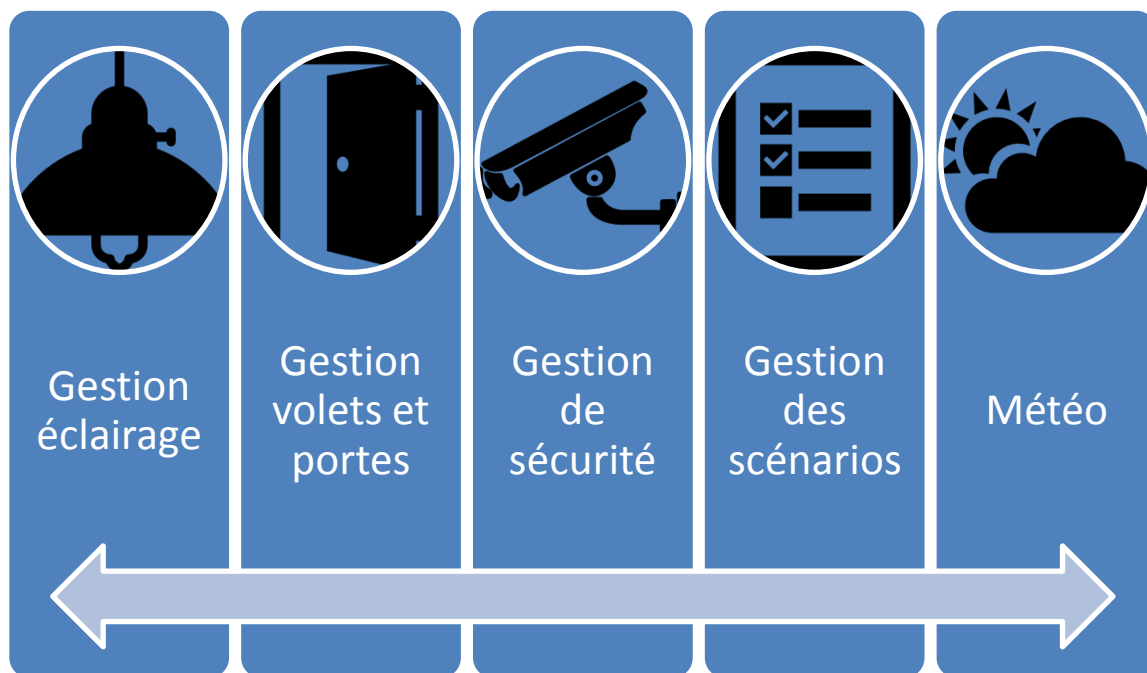 Gestion
éclairage
Gestion
volets et
portes
Gestion
de
sécurité
Gestion
des
scénarios
Météo